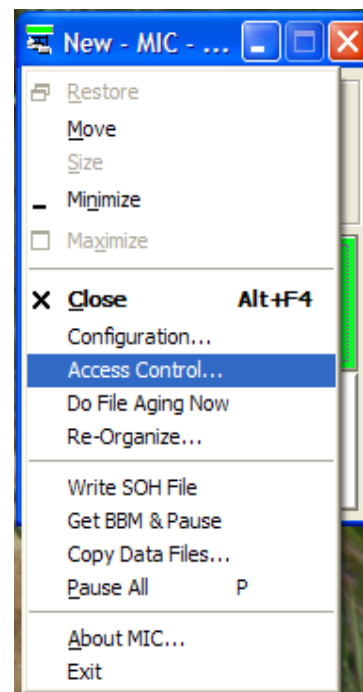 New - MIC - ...
Restore
Move
Size
Minimize
Maximize
Close Alt+F4
Configuration...
Access Control...
Do File Aging Now
Re-Organize...
Write SOH File
Get BBM & Pause
Copy Data Files...
Pause All P
About MIC...
Exit